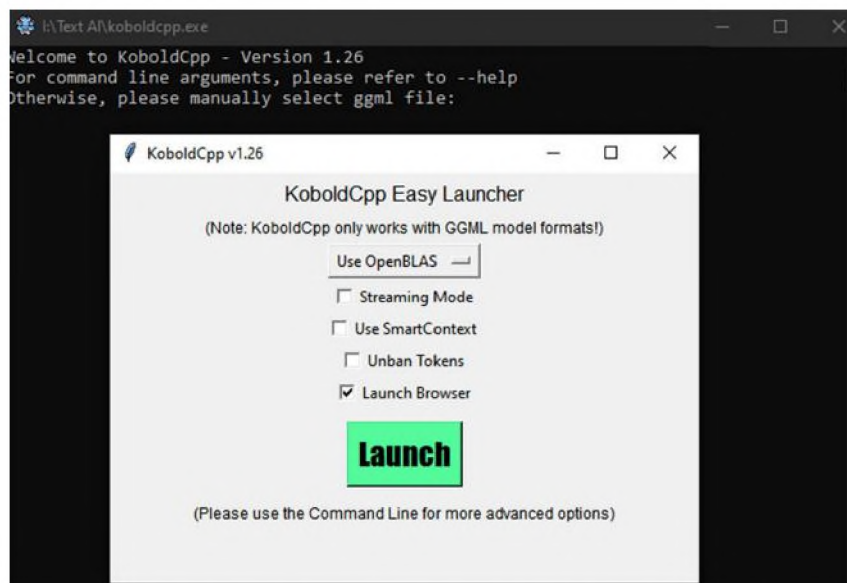 I:\Text AI\koboldcpp.exe
Welcome to KoboldCpp - Version 1.26
For command line arguments, please refer to --help
Otherwise, please manually select ggml file:
KoboldCpp v1.26
KoboldCpp Easy Launcher
(Note: KoboldCpp only works with GGML model formats!)
Use OpenBLAS
Streaming Mode
Use SmartContext
Unban Tokens
Launch Browser
Launch
(Please use the Command Line for more advanced options)